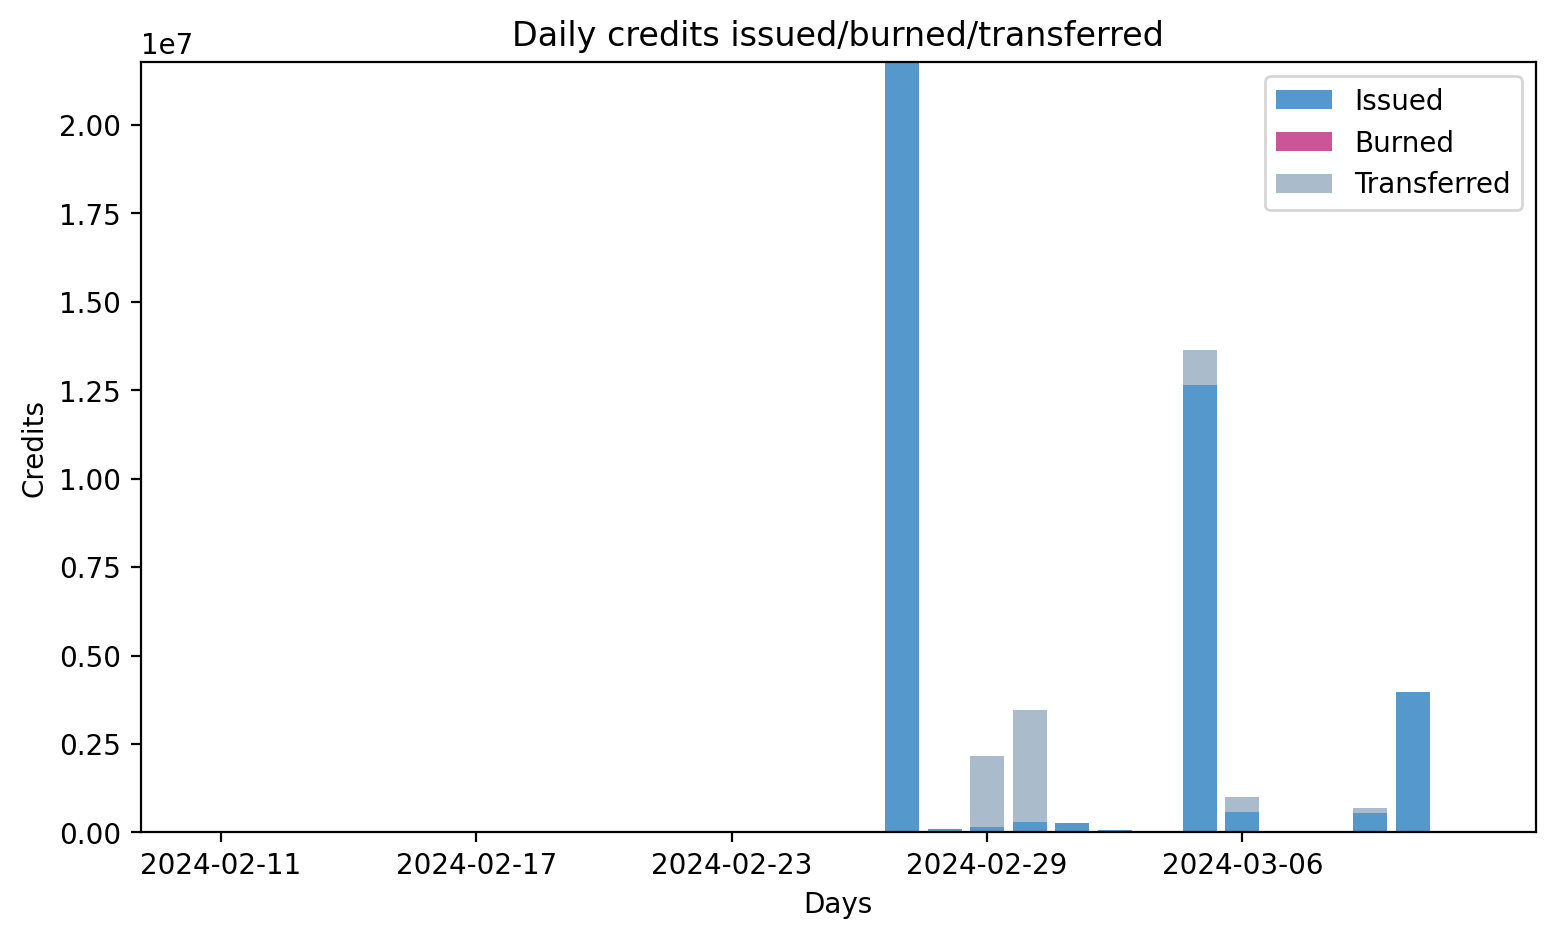 Daily credits issued/burned/transferred
1e7
Issued
Burned
Transferred
2.00
1.75
1.50
1.25
1.00
0.75
0.50
0.25
0.00
Credits
2024-02-11
2024-02-17
2024-02-23
2024-02-29
2024-03-06
Days